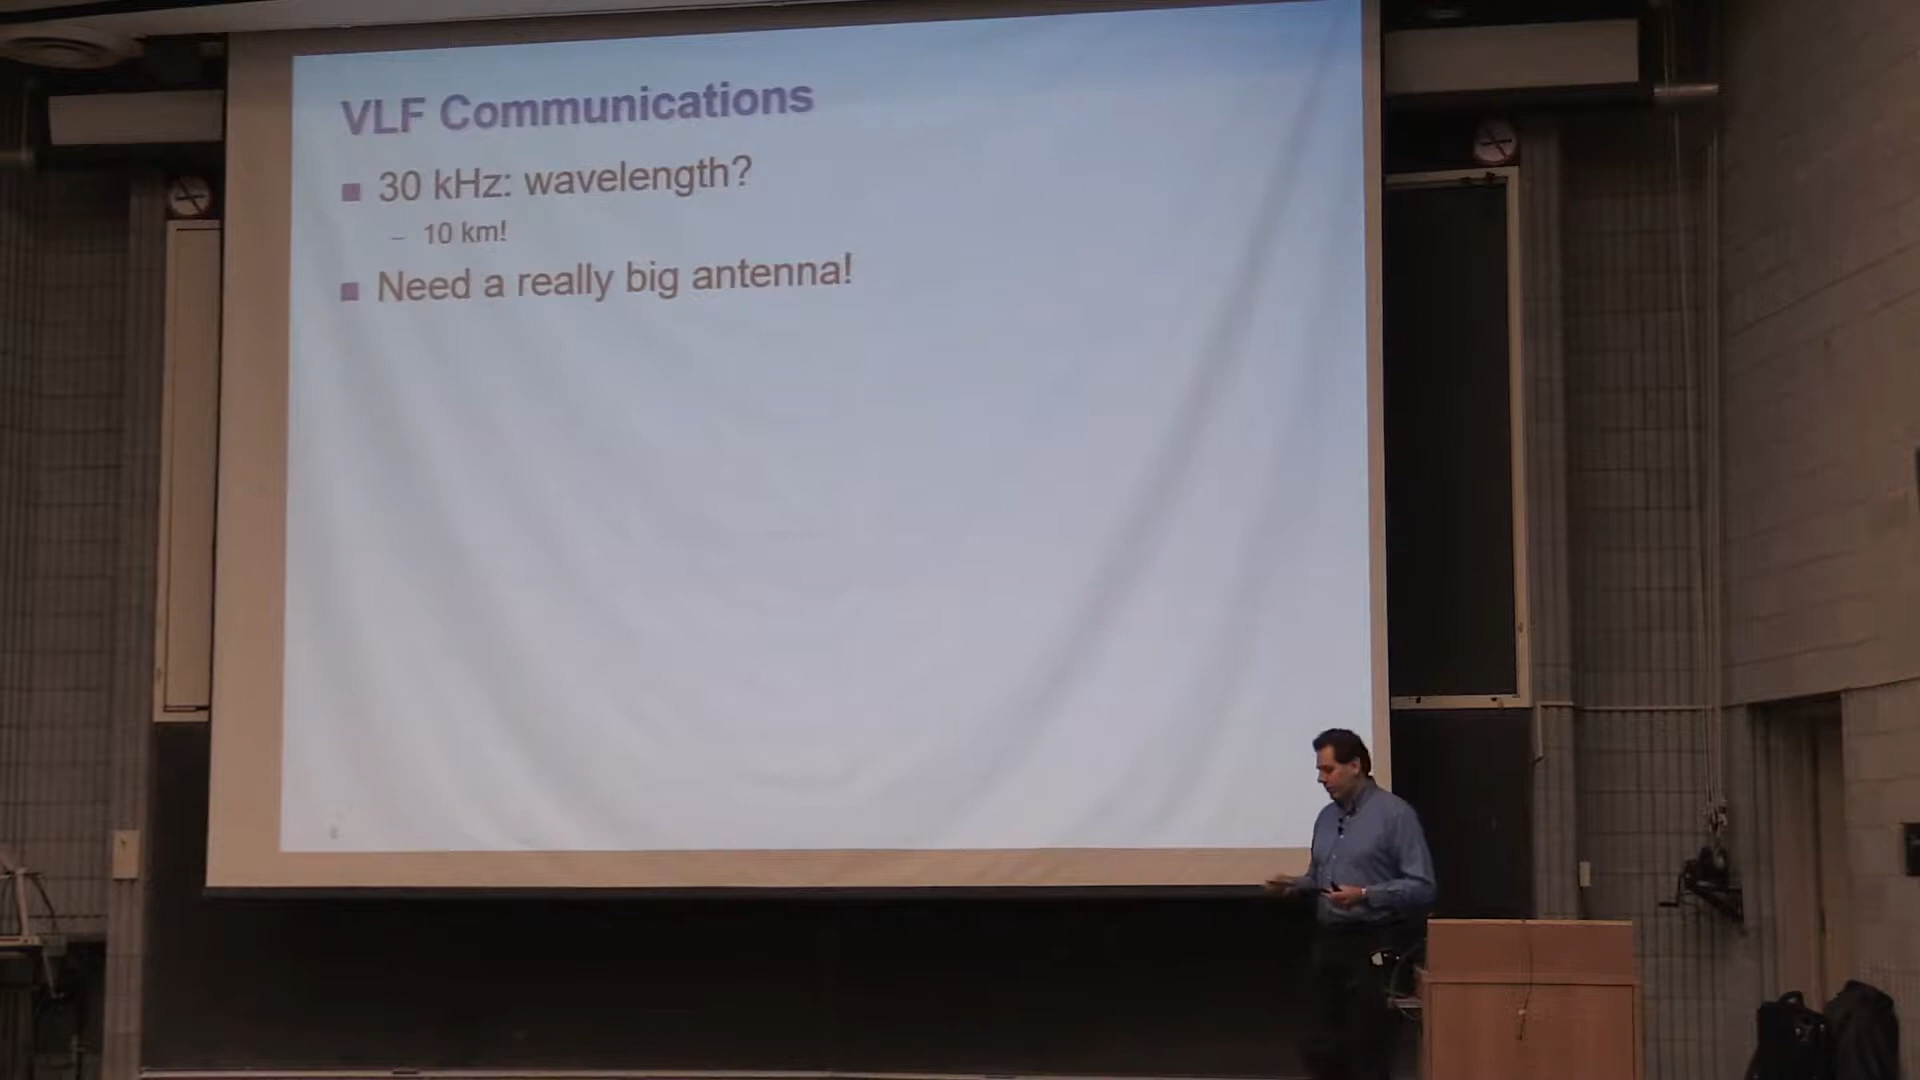 VLF Communications
30 kHz: wavelength?
– 10 km!
Need a really big antenna!